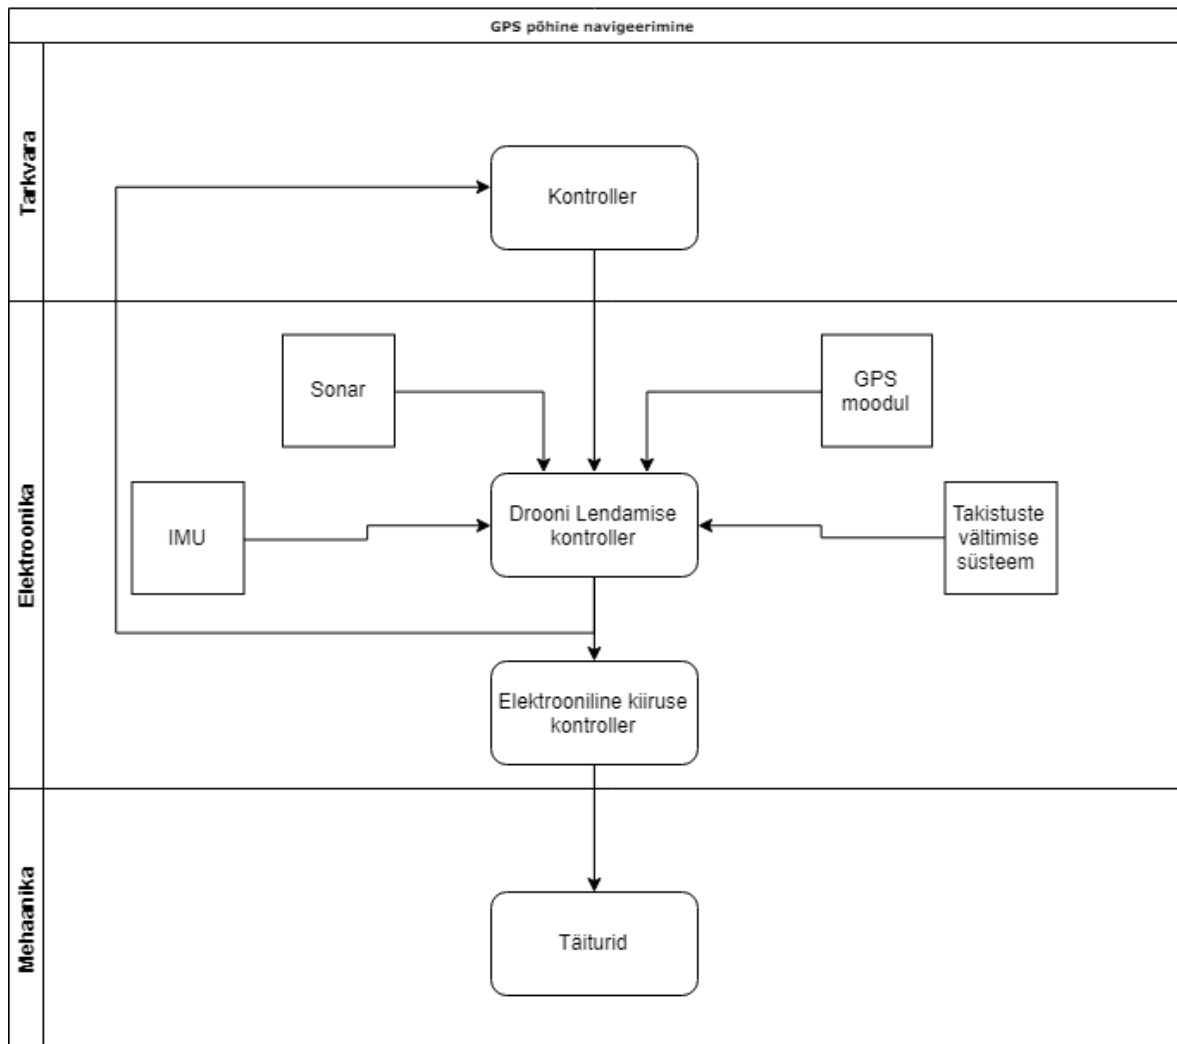 GPS põhine navigeerimine
Tarkvara
Kontroller
Elektroonika
Sonar
GPS
moodul
IMU
Drooni Lendamise
kontroller
Takistuste
vältimise
süsteem
Elektrooniline kiiruse
kontroller
Mehaanika
Täiturid